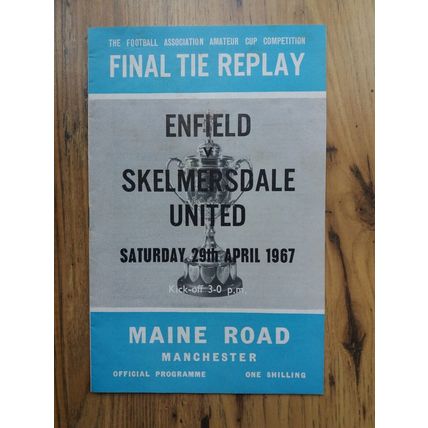 THE FOOTBALL ASSOCIATION AMATEUR CUP COMPETITION
FINAL TIE REPLAY
ENFIELD
v
SKELMERSDALE
UNITED
SATURDAY 29th APRIL 1967
Kick-off 3-0 p.m.
MAINE ROAD
MANCHESTER
OFFICIAL PROGRAMME ONE SHILLING